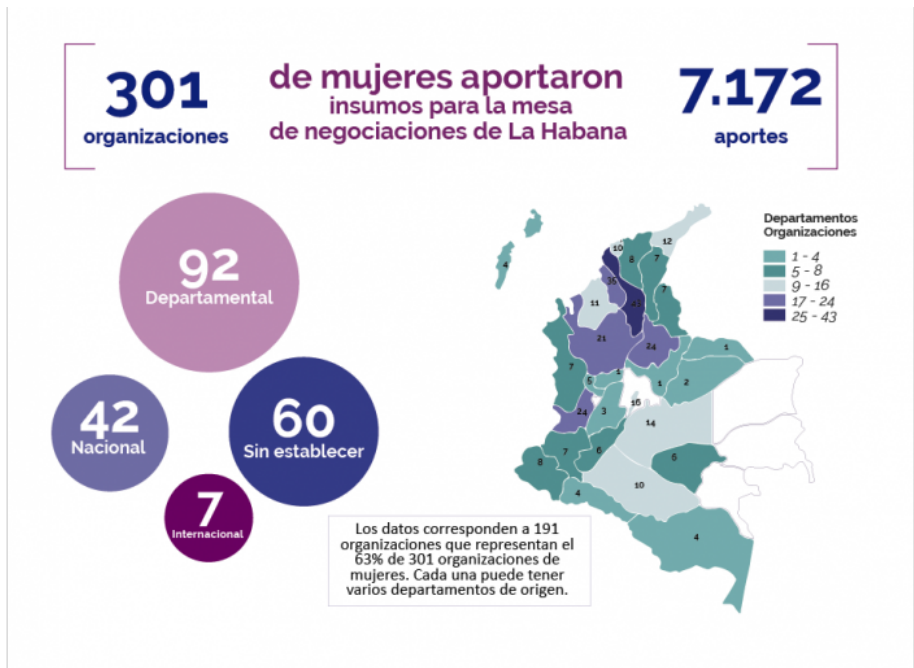 301
organizaciones
de mujeres aportaron
insumos para la mesa
de negociaciones de La Habana
7.172
aportes
92
Departamental
42
Nacional
60
Sin establecer
7
Internacional
Departamentos
Organizaciones
1 - 4
5 - 8
9 - 16
17 - 24
25 - 43
4
10
12
8
7
35
43
7
11
21
24
1
7
5
1
1
2
16
24
3
14
7
6
6
8
10
4
4
Los datos corresponden a 191
organizaciones que representan el
63% de 301 organizaciones de
mujeres. Cada una puede tener
varios departamentos de origen.